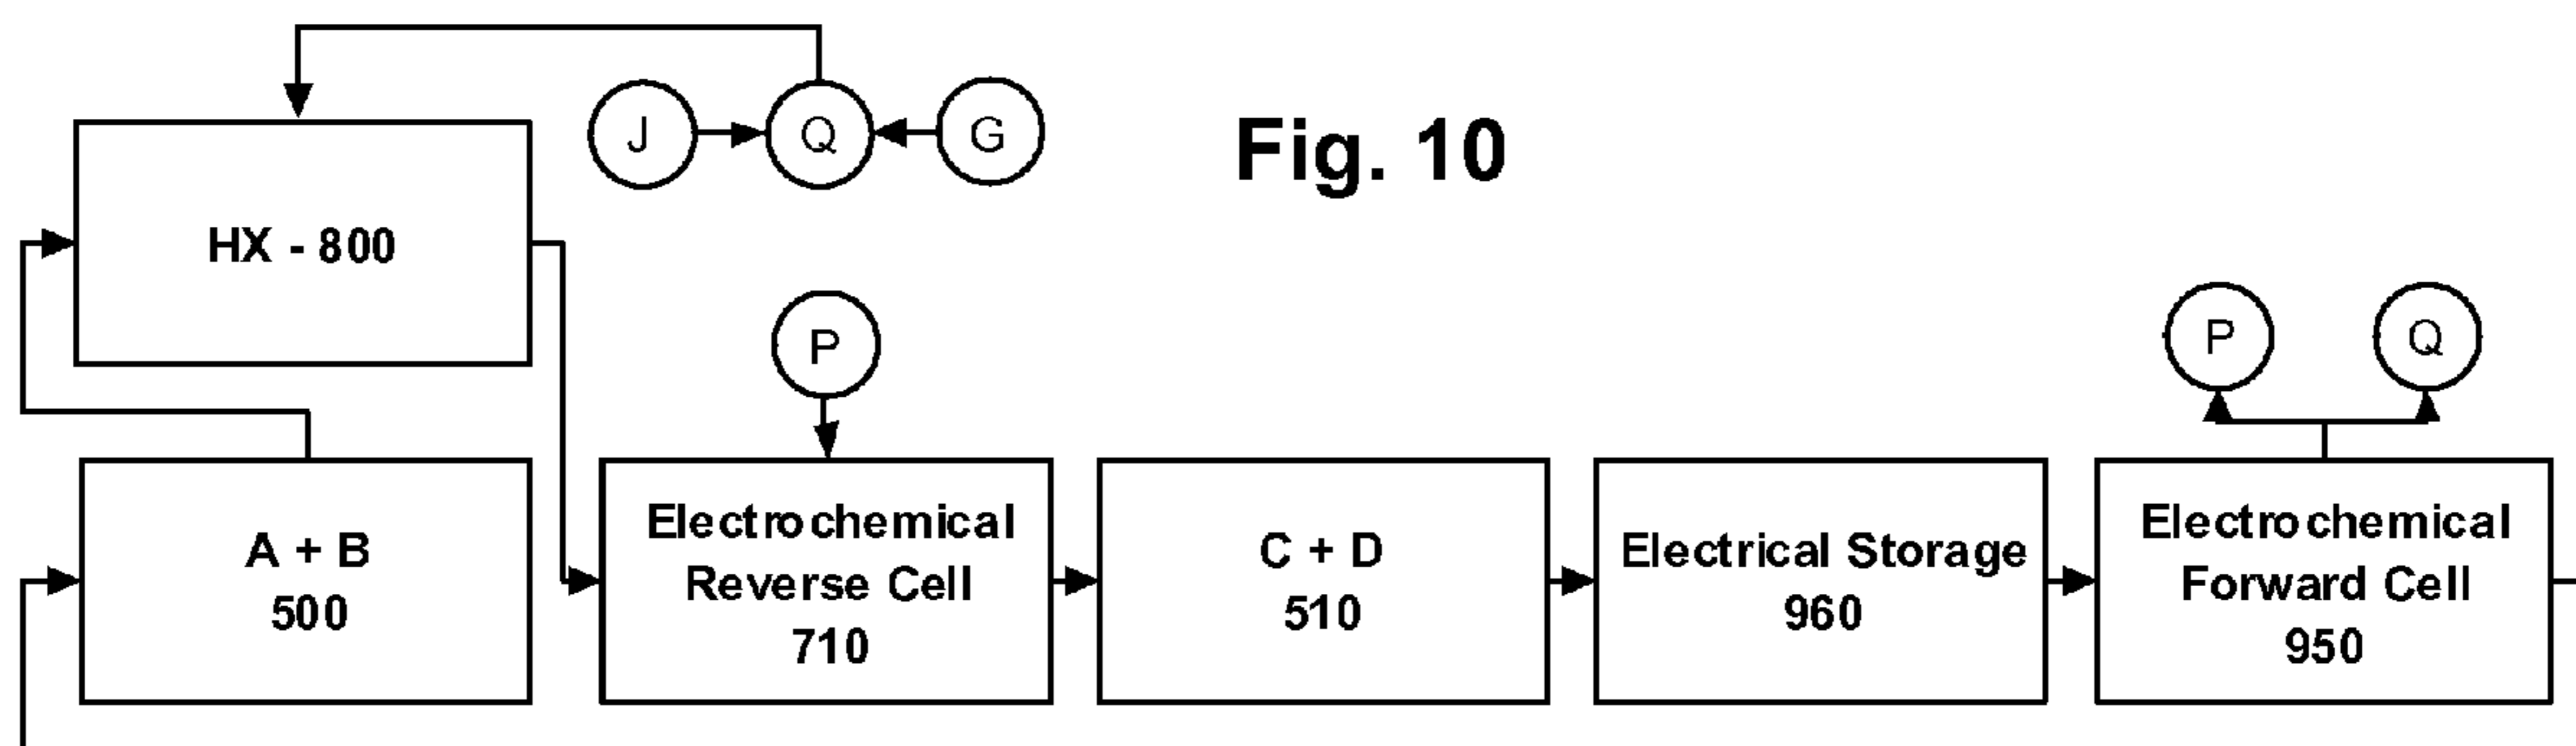 J
Q
G
Fig. 10
HX - 800
P
P
Q
A + B
500
Electrochemical
Reverse Cell
710
C + D
510
Electrical Storage
960
Electrochemical
Forward Cell
950